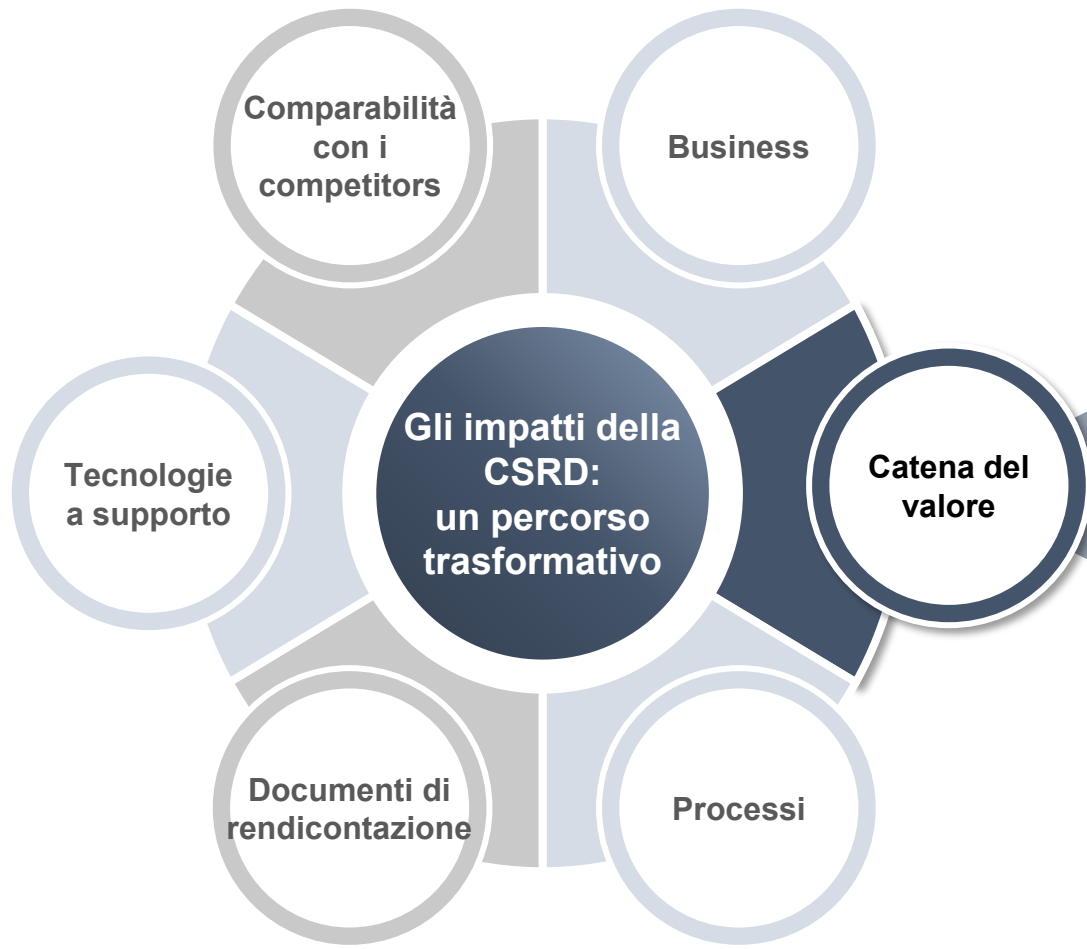 Comparabilità
con i
competitors
Business
Gli impatti della
CSRD:
un percorso
trasformativo
Catena del
valore
Tecnologie
a supporto
Documenti di
rendicontazione
Processi